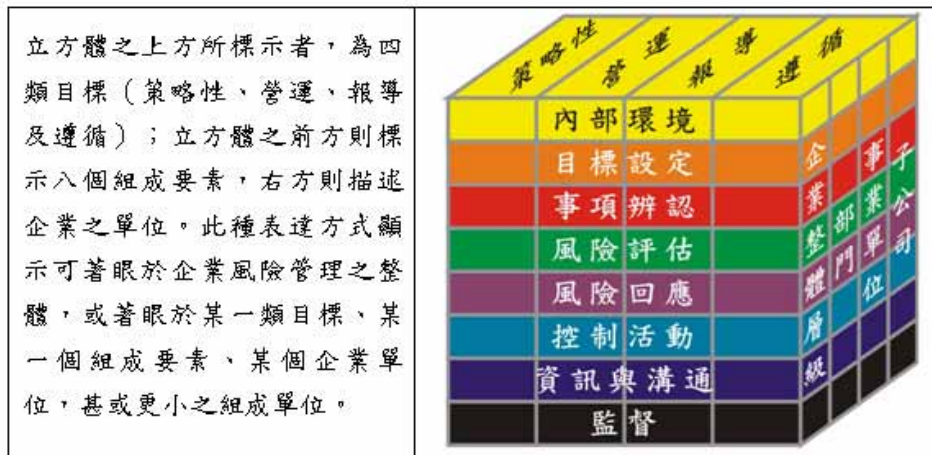 立方體之上方所標示者，為四
類目標（策略性、營運、報導
及遵循）；立方體之前方則標
示八個組成要素，右方則描述
企業之單位。此種表達方式顯
示可著眼於企業風險管理之整
體，或著眼於某一類目標、某
一個組成要素、某個企業單
位，甚或更小之組成單位。
策略性
營運
報導
遵循
內部環境
目標設定
事項辨認
風險評估
風險回應
控制活動
資訊與溝通
監督
企業整體層級
部門
事業單位
子公司